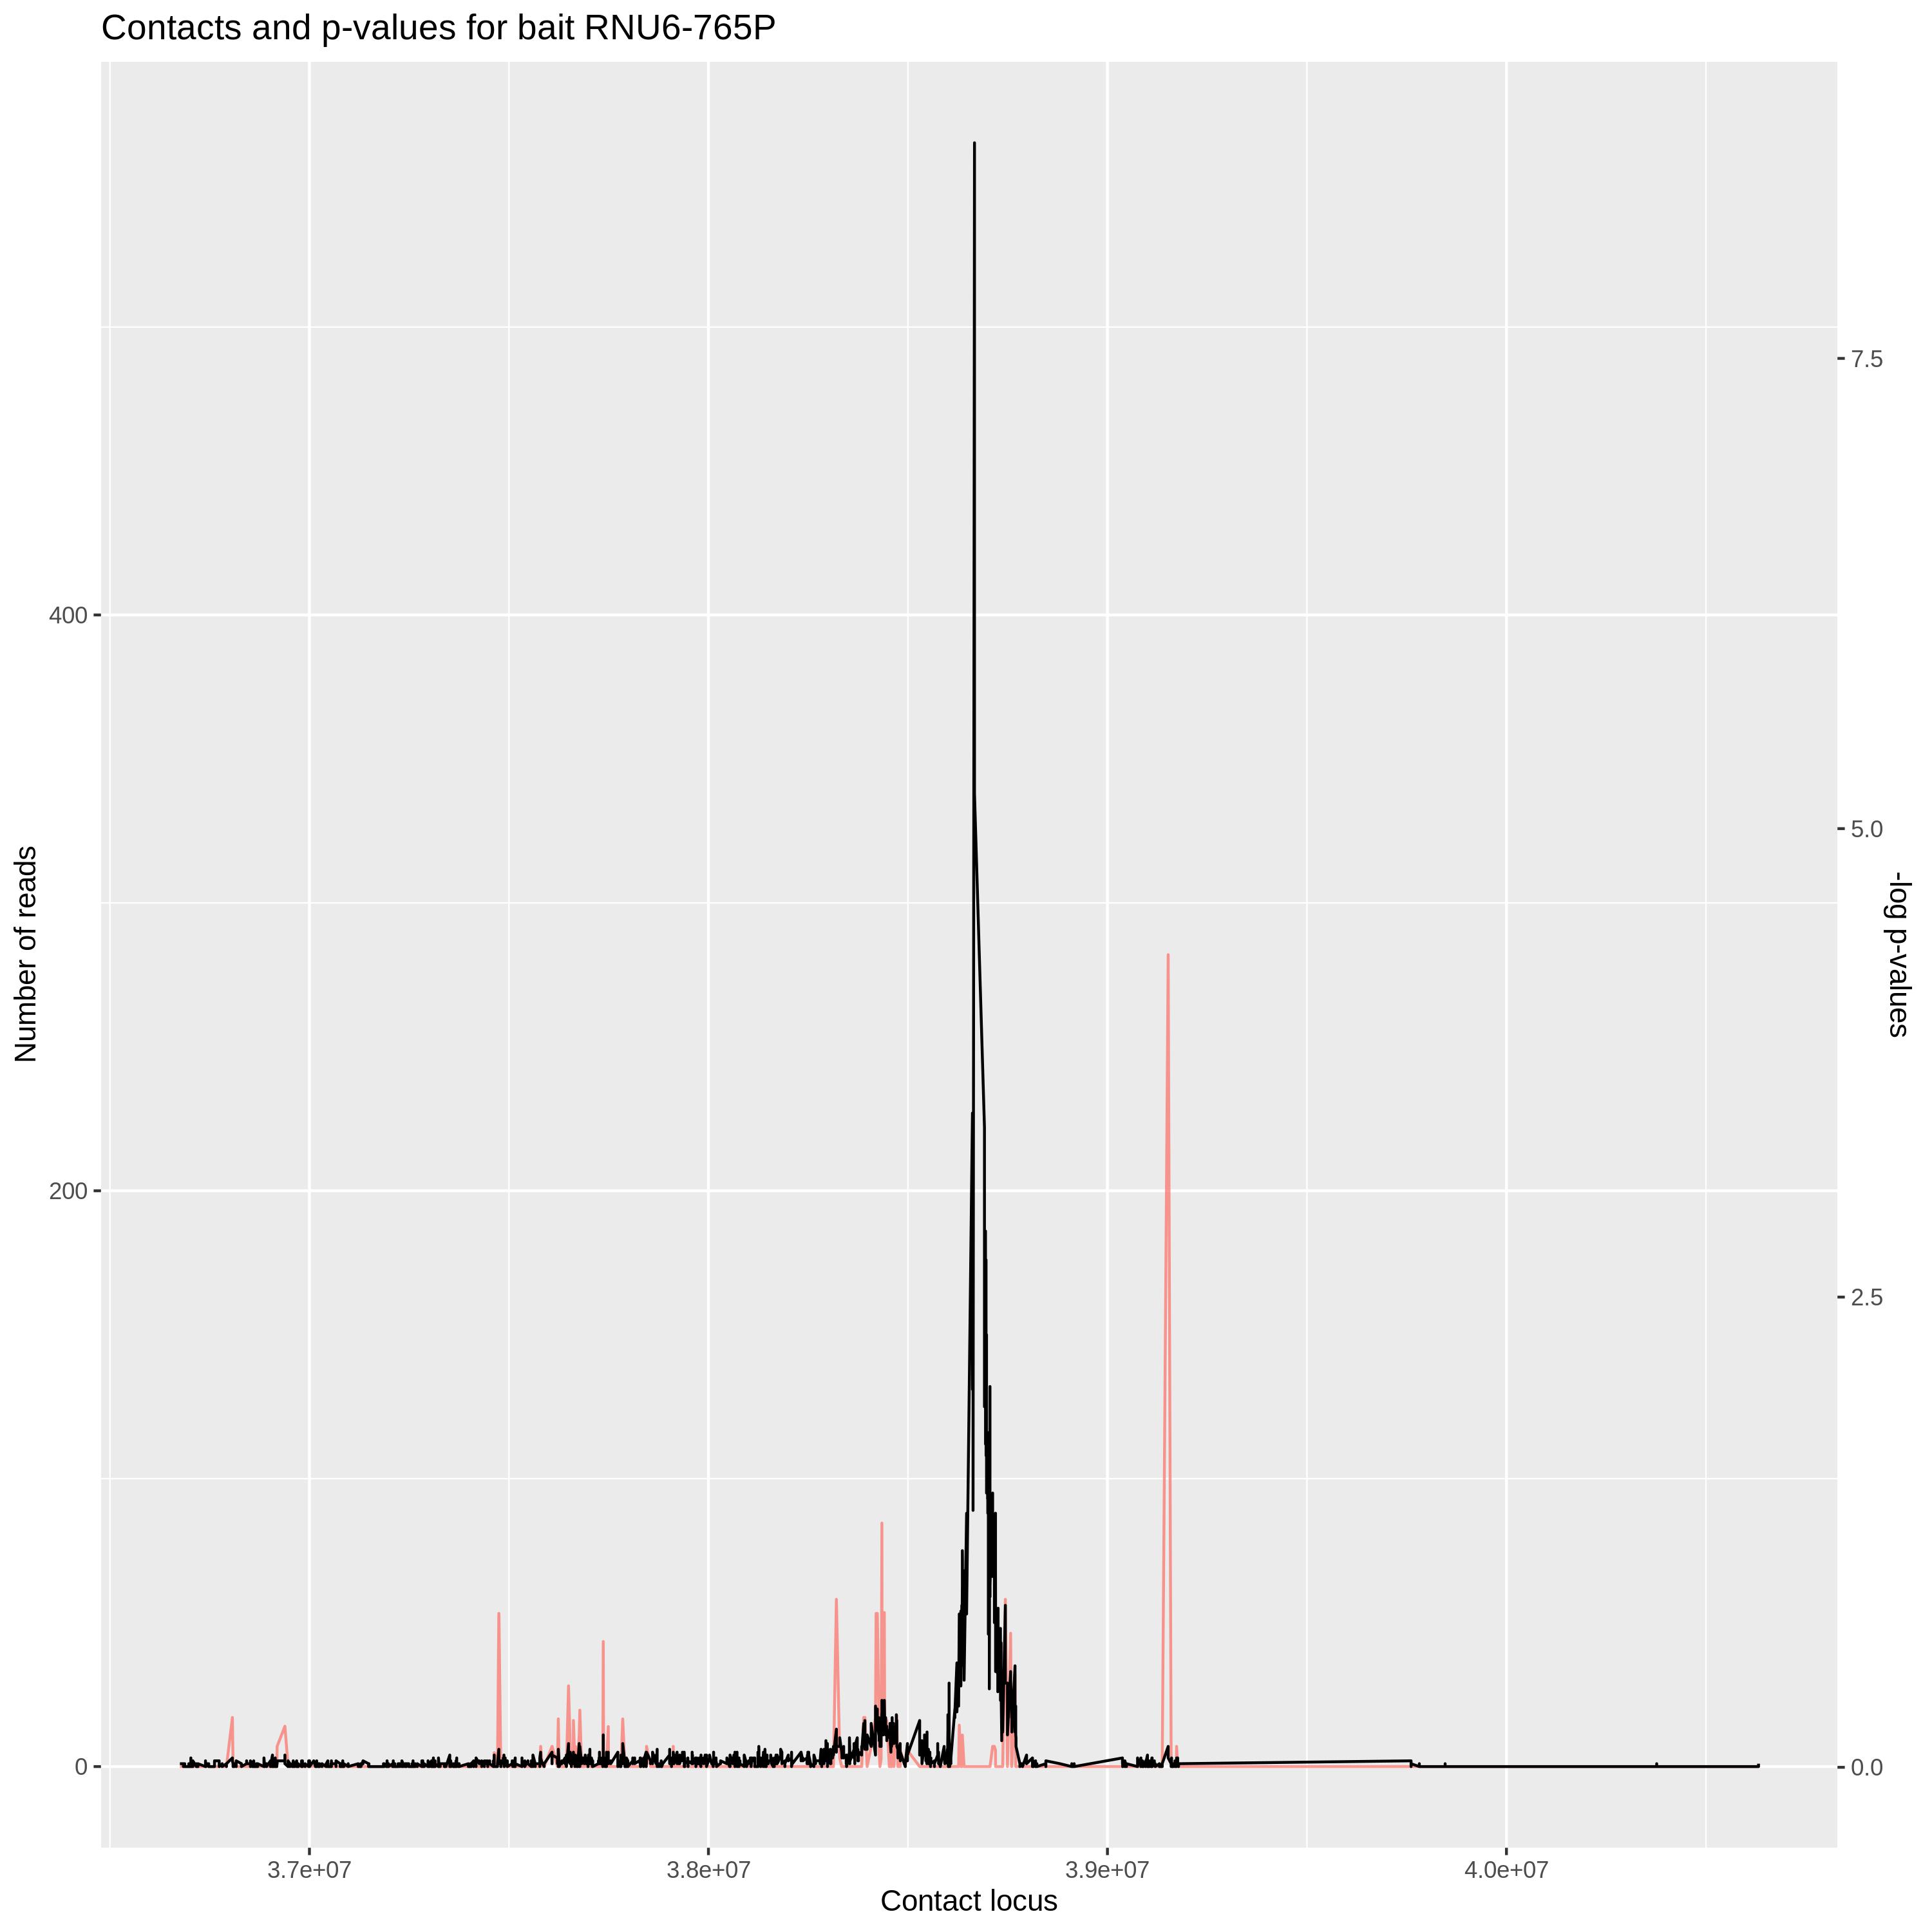 Contacts and p-values for bait RNU6-765P
Number of reads
400
200
0
7.5
5.0
2.5
0.0
-log p-values
3.7e+07
3.8e+07
3.9e+07
4.0e+07
Contact locus